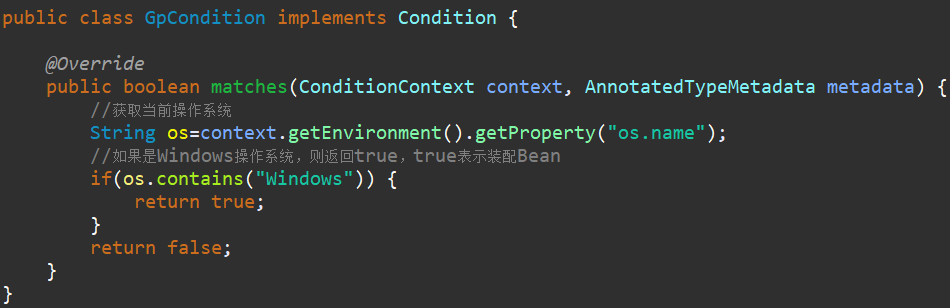 public class GpCondition implements Condition {
@Override
public boolean matches(ConditionContext context, AnnotatedTypeMetadata metadata) {
//获取当前操作系统
String os=context.getEnvironment().getProperty("os.name");
//如果是Windows操作系统，则返回true，true表示装配Bean
if(os.contains("Windows")) {
return true;
}
return false;
}
}